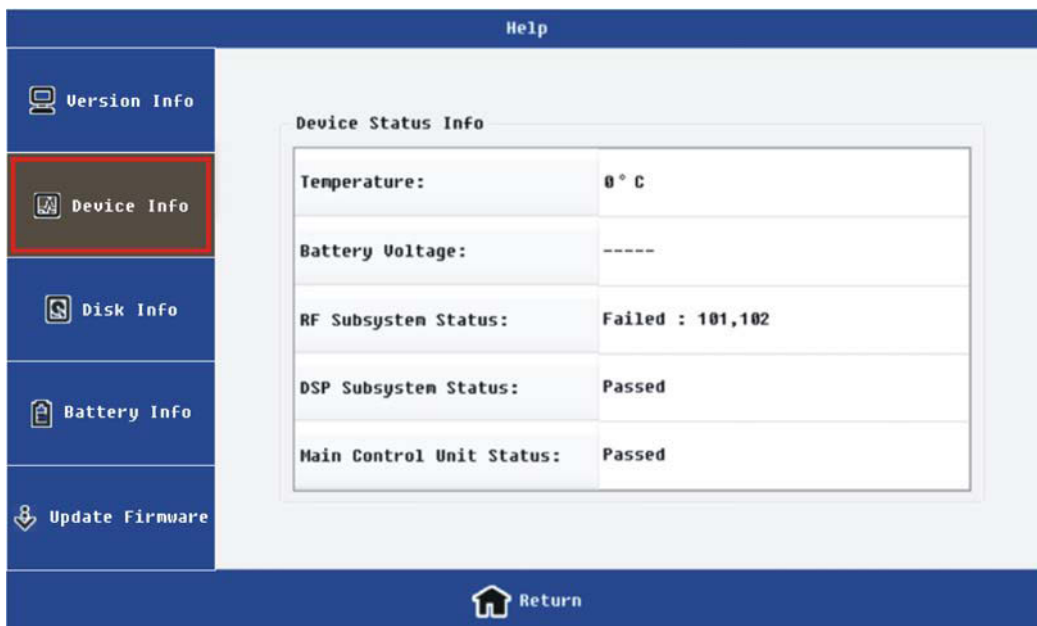 Help
Version Info
Device Info
Disk Info
Battery Info
Update Firmware
Device Status Info
Temperature: 0° C
Battery Voltage: -----
RF Subsystem Status: Failed : 101,102
DSP Subsystem Status: Passed
Main Control Unit Status: Passed
Return